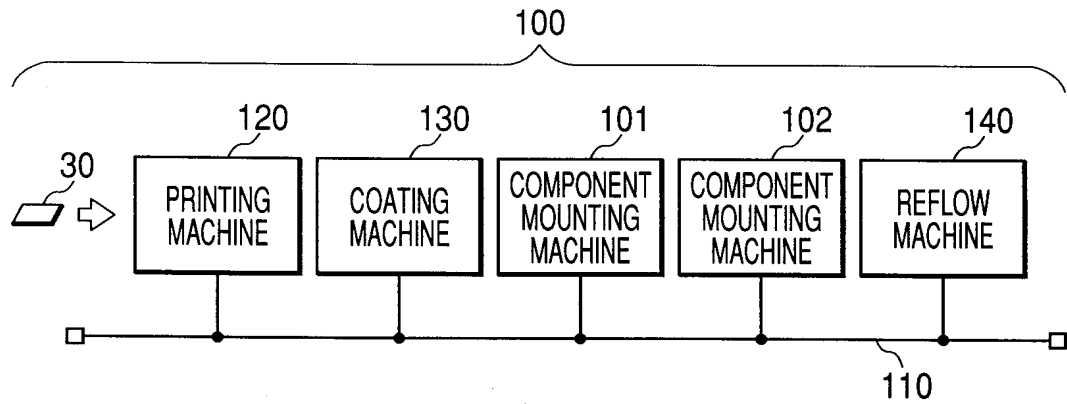 100
120
130
101
102
140
30
PRINTING
MACHINE
COATING
MACHINE
COMPONENT
MOUNTING
MACHINE
COMPONENT
MOUNTING
MACHINE
REFLOW
MACHINE
110